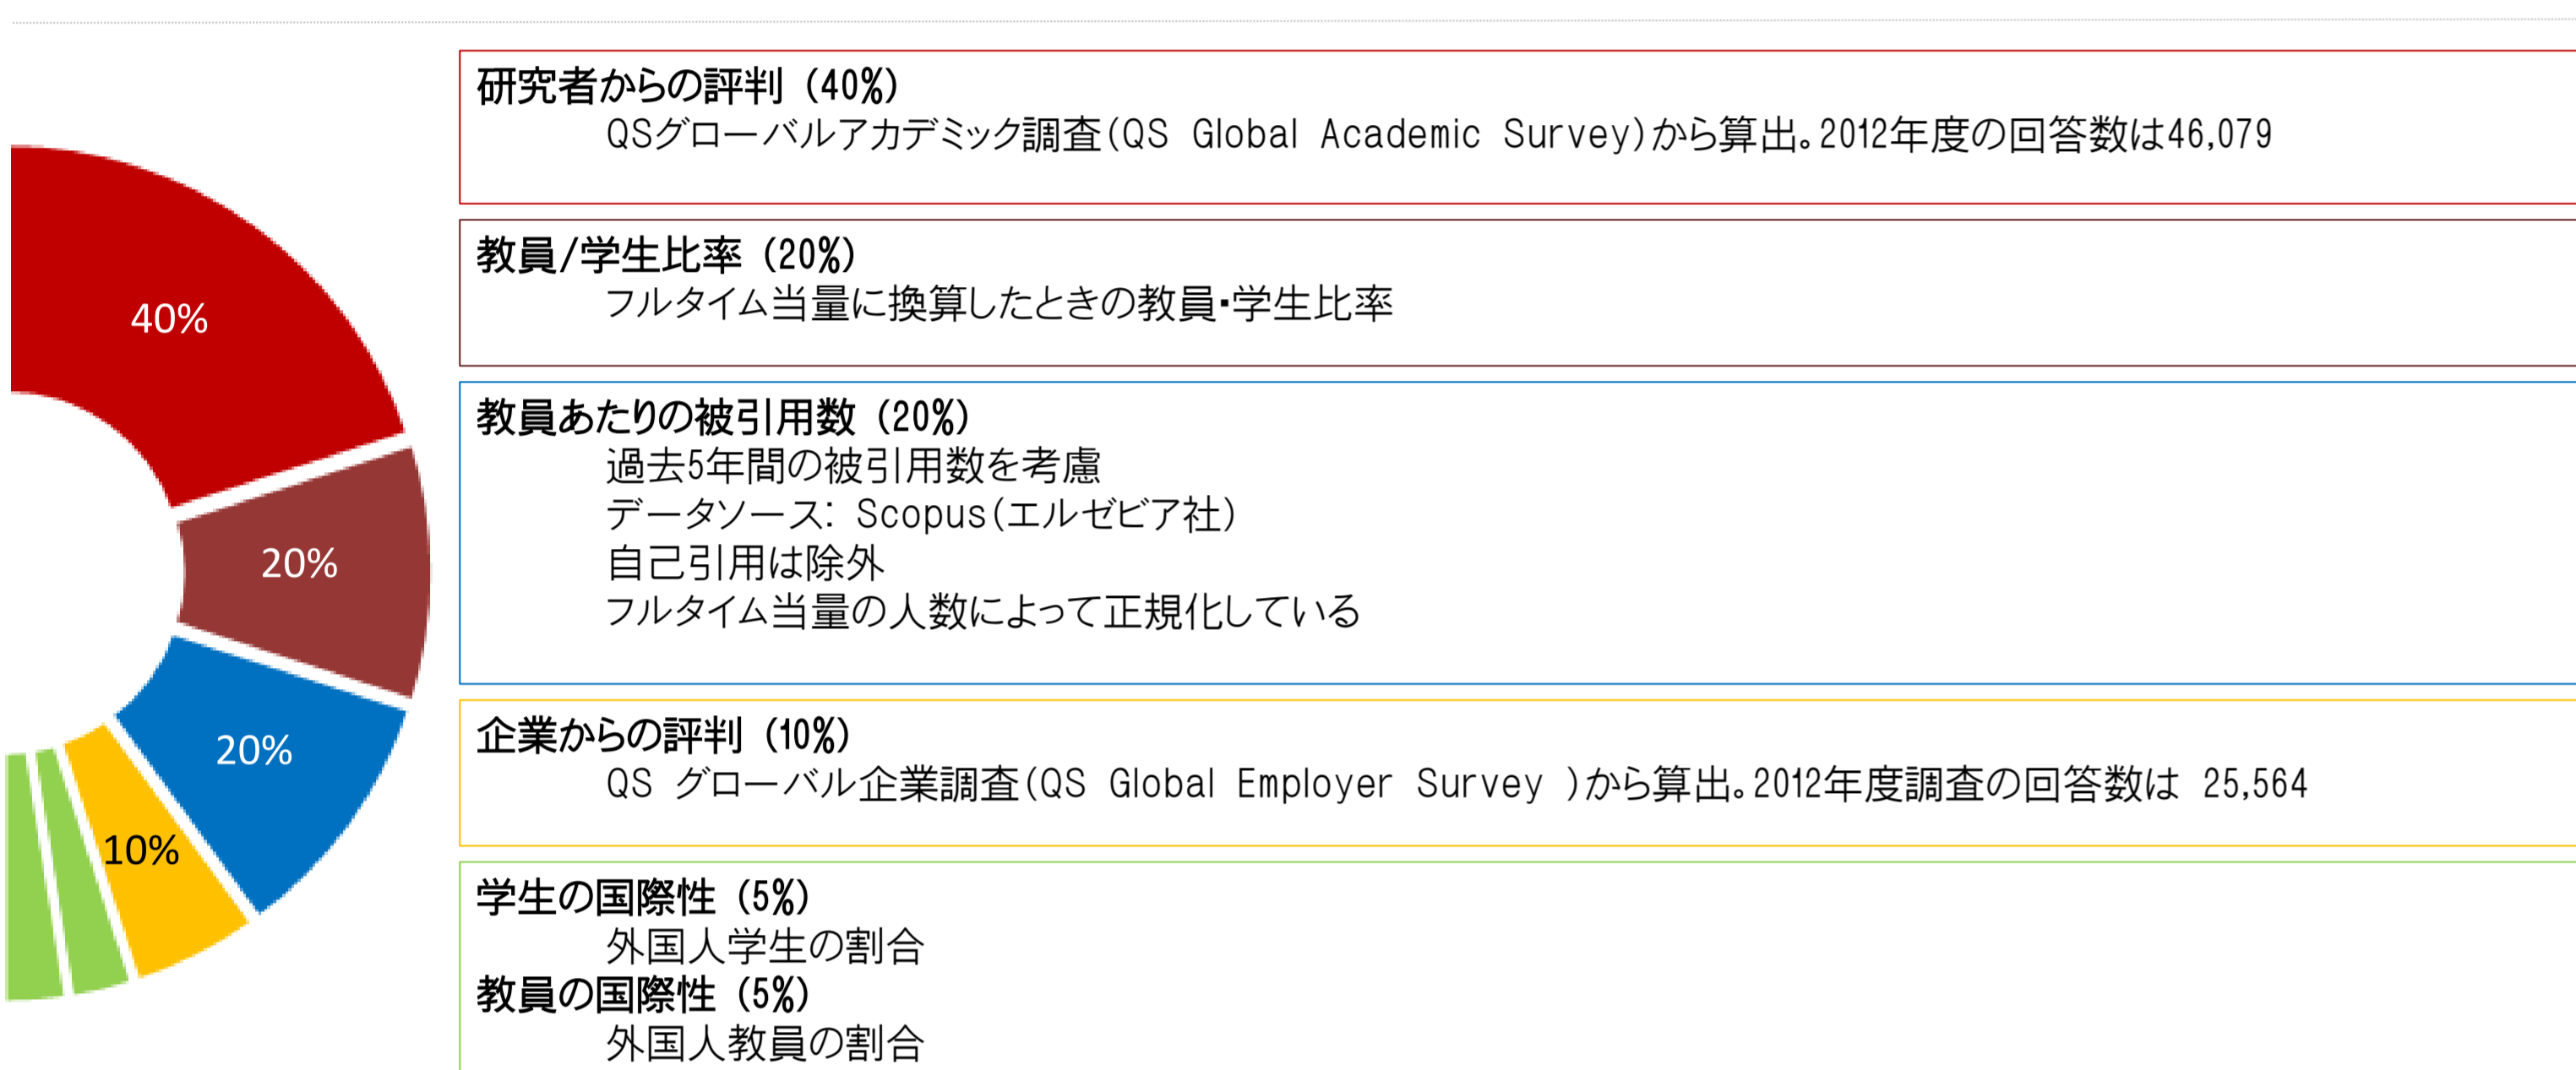 40%
20%
20%
10%
研究者からの評判 (40%)
QSグローバルアカデミック調査(QS Global Academic Survey)から算出。2012年度の回答数は46,079
教員/学生比率 (20%)
フルタイム当量に換算したときの教員・学生比率
教員あたりの被引用数 (20%)
過去5年間の被引用数を考慮
データソース: Scopus(エルゼビア社)
自己引用は除外
フルタイム当量の人数によって正規化している
企業からの評判 (10%)
QS グローバル企業調査(QS Global Employer Survey )から算出。2012年度調査の回答数は 25,564
学生の国際性 (5%)
外国人学生の割合
教員の国際性 (5%)
外国人教員の割合